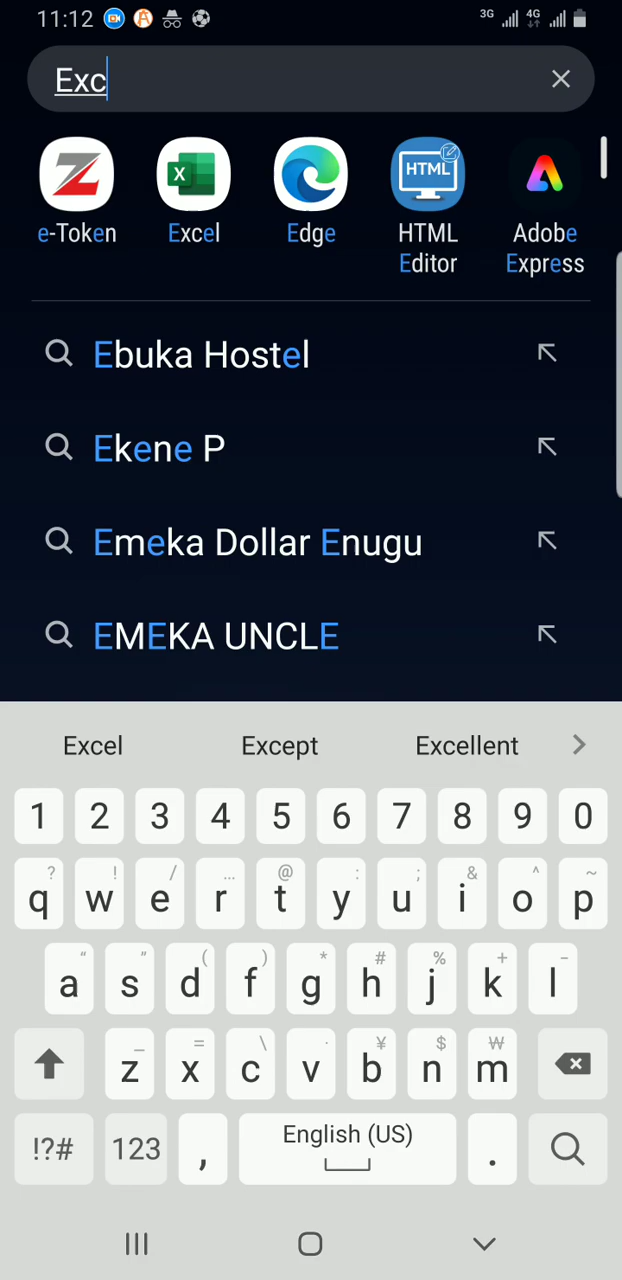 11:12
3G 4G
Exc
e-Token Excel Edge HTML Adobe
Editor Express
HTML
Ebuka Hostel
Ekene P
Emeka Dollar Enugu
EMEKA UNCLE
Excel Except Excellent
1 2 3 4 5 6 7 8 9 0
? ! / ... @ : ; & ^ ~
q w e r t y u i o p
" " ( ) * # % + -
a s d f g h j k l
_ = \ · ¥ $ ₩
z x c v b n m
!?# 123 , English (US) .